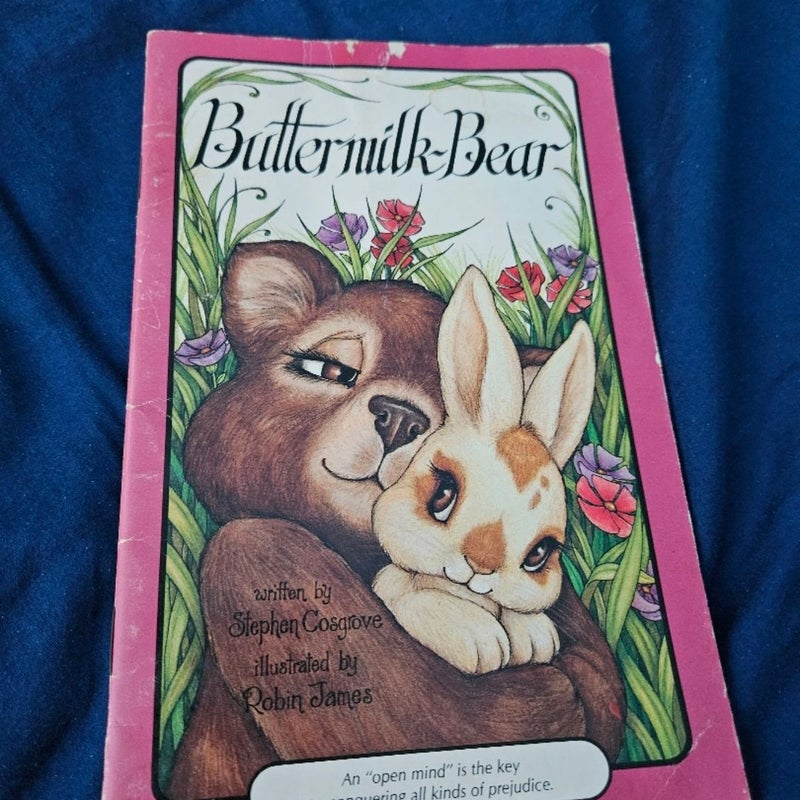 Buttermilk-Bear
written by
Stephen Cosgrove
illustrated by
Robin James
An "open mind" is the key
conquering all kinds of prejudice.